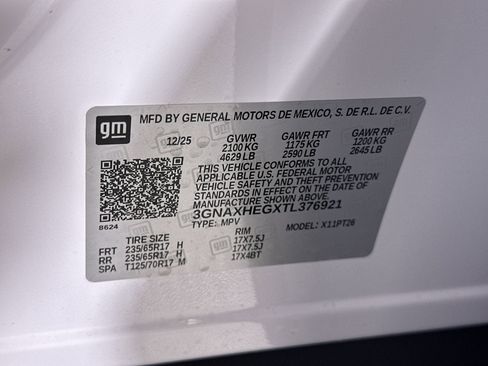 gm
MFD BY GENERAL MOTORS DE MEXICO, S. DE R.L. DE C.V.
12/25 GVWR GAWR FRT GAWR RR
2100 KG 1175 KG 1200 KG
4629 LB 2590 LB 2645 LB
THIS VEHICLE CONFORMS TO ALL
APPLICABLE U.S. FEDERAL MOTOR
VEHICLE SAFETY STANDARDS
IN EFFECT ON THE DATE OF
MANUFACTURE SHOWN ABOVE.
3GNAXHEGXTL376921
TYPE: MPV MODEL: X11PT26
8624
TIRE SIZE RIM
FRT 235/65R17 H 17X7.5J
RR 235/65R17 H 17X7.5J
SPA T125/70R17 M 17X4BT